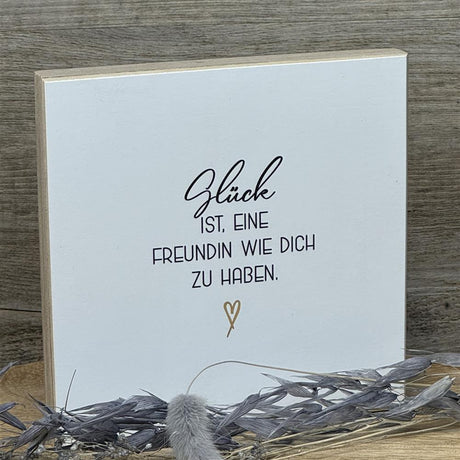 Glück
IST, EINE
FREUNDIN WIE DICH
ZU HABEN.